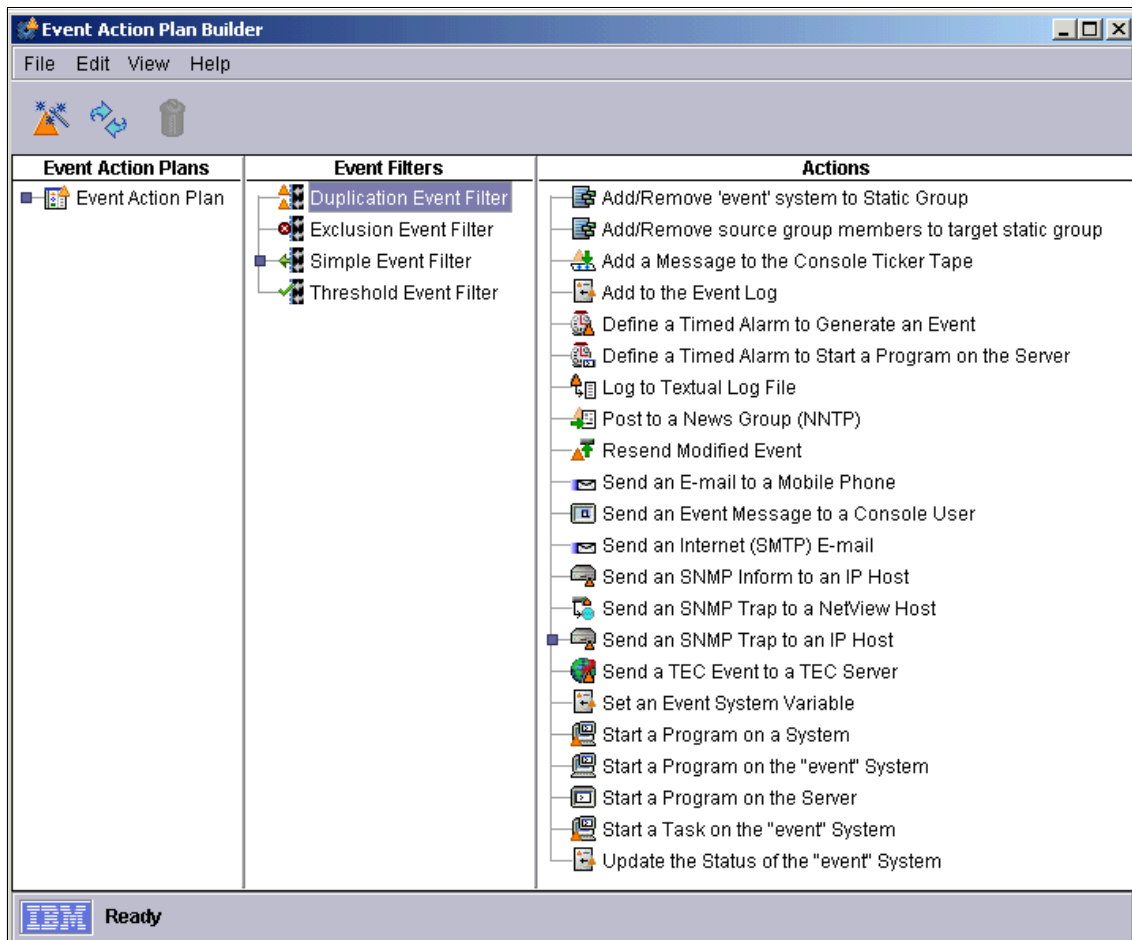 Event Action Plan Builder
File Edit View Help
Event Action Plans
Event Action Plan
Event Filters
Duplication Event Filter
Exclusion Event Filter
Simple Event Filter
Threshold Event Filter
Actions
Add/Remove 'event' system to Static Group
Add/Remove source group members to target static group
Add a Message to the Console Ticker Tape
Add to the Event Log
Define a Timed Alarm to Generate an Event
Define a Timed Alarm to Start a Program on the Server
Log to Textual Log File
Post to a News Group (NNTP)
Resend Modified Event
Send an E-mail to a Mobile Phone
Send an Event Message to a Console User
Send an Internet (SMTP) E-mail
Send an SNMP Inform to an IP Host
Send an SNMP Trap to a NetView Host
Send an SNMP Trap to an IP Host
Send a TEC Event to a TEC Server
Set an Event System Variable
Start a Program on a System
Start a Program on the "event" System
Start a Program on the Server
Start a Task on the "event" System
Update the Status of the "event" System
IBM Ready